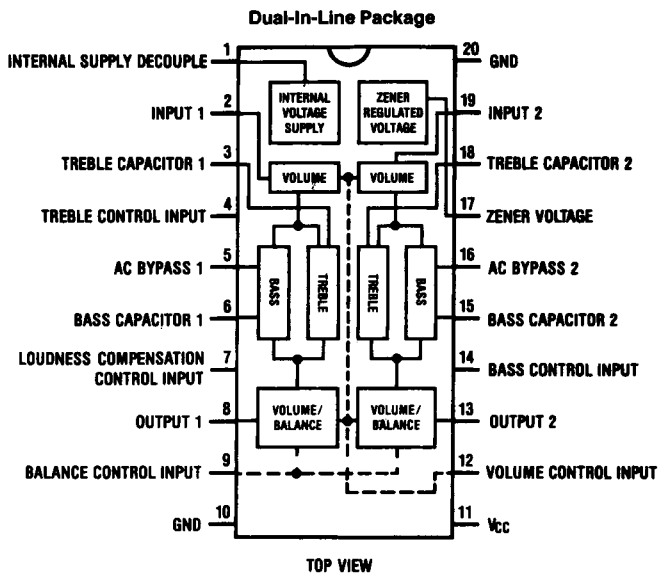 Dual-In-Line Package
1
INTERNAL SUPPLY DECOUPLE
20
GND
INTERNAL
VOLTAGE
SUPPLY
ZENER
REGULATED
VOLTAGE
2
INPUT 1
19
INPUT 2
3
TREBLE CAPACITOR 1
18
TREBLE CAPACITOR 2
VOLUME
VOLUME
4
TREBLE CONTROL INPUT
17
ZENER VOLTAGE
5
AC BYPASS 1
16
AC BYPASS 2
BASS
TREBLE
TREBLE
BASS
6
BASS CAPACITOR 1
15
BASS CAPACITOR 2
7
LOUDNESS COMPENSATION
CONTROL INPUT
14
BASS CONTROL INPUT
8
OUTPUT 1
VOLUME/
BALANCE
VOLUME/
BALANCE
13
OUTPUT 2
9
BALANCE CONTROL INPUT
12
VOLUME CONTROL INPUT
10
GND
11
VCC
TOP VIEW